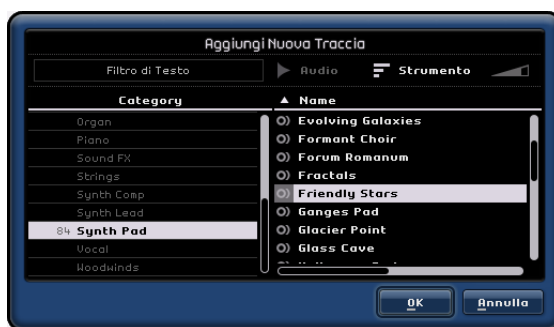 Aggiungi Nuova Traccia
Filtro di Testo Audio Strumento
Category Name
Organ
Piano
Sound FX
Strings
Synth Comp
Synth Lead
84 Synth Pad
Vocal
Woodwinds
Evolving Galaxies
Formant Choir
Forum Romanum
Fractals
Friendly Stars
Ganges Pad
Glacier Point
Glass Cave
OK Annulla